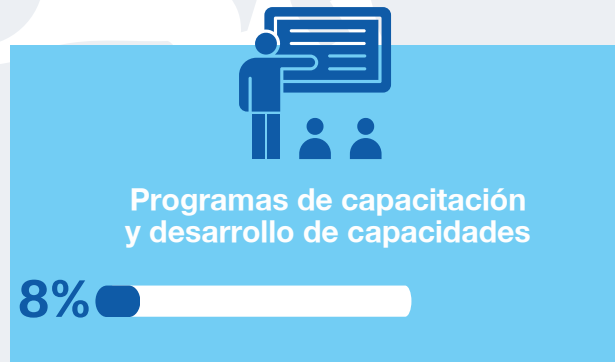 Programas de capacitación
y desarrollo de capacidades
8%